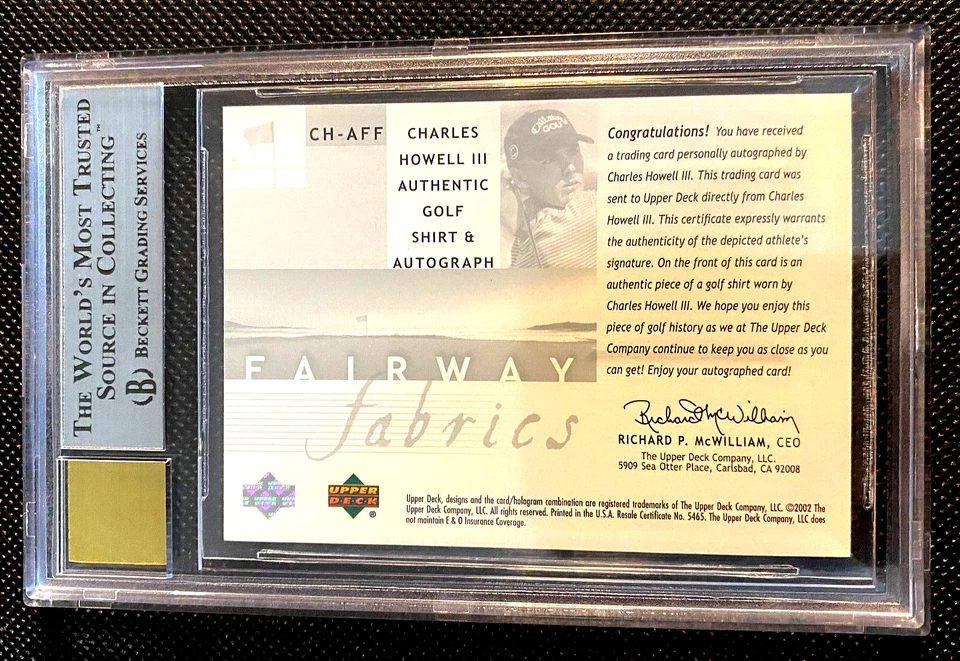 THE WORLD'S MOST TRUSTED
SOURCE IN COLLECTING™
B BECKETT GRADING SERVICES
CH-AFF
CHARLES
HOWELL III
AUTHENTIC
GOLF
SHIRT &
AUTOGRAPH
Callaway
GOLF
Congratulations! You have received
a trading card personally autographed by
Charles Howell III. This trading card was
sent to Upper Deck directly from Charles
Howell III. This certificate expressly warrants
the authenticity of the depicted athlete's
signature. On the front of this card is an
authentic piece of a golf shirt worn by
Charles Howell III. We hope you enjoy this
piece of golf history as we at The Upper Deck
Company continue to keep you as close as you
can get! Enjoy your autographed card!
FAIRWAY
fabrics
Richard McWilliam
RICHARD P. McWILLIAM, CEO
The Upper Deck Company, LLC.
5909 Sea Otter Place, Carlsbad, CA 92008
UPPER
DECK
®
Upper Deck, designs and the card/hologram combination are registered trademarks of The Upper Deck Company, LLC. ©2002 The
Upper Deck Company, LLC. All rights reserved. Printed in the U.S.A. Resale Certificate No. 5465. The Upper Deck Company, LLC does
not maintain E & O Insurance Coverage.